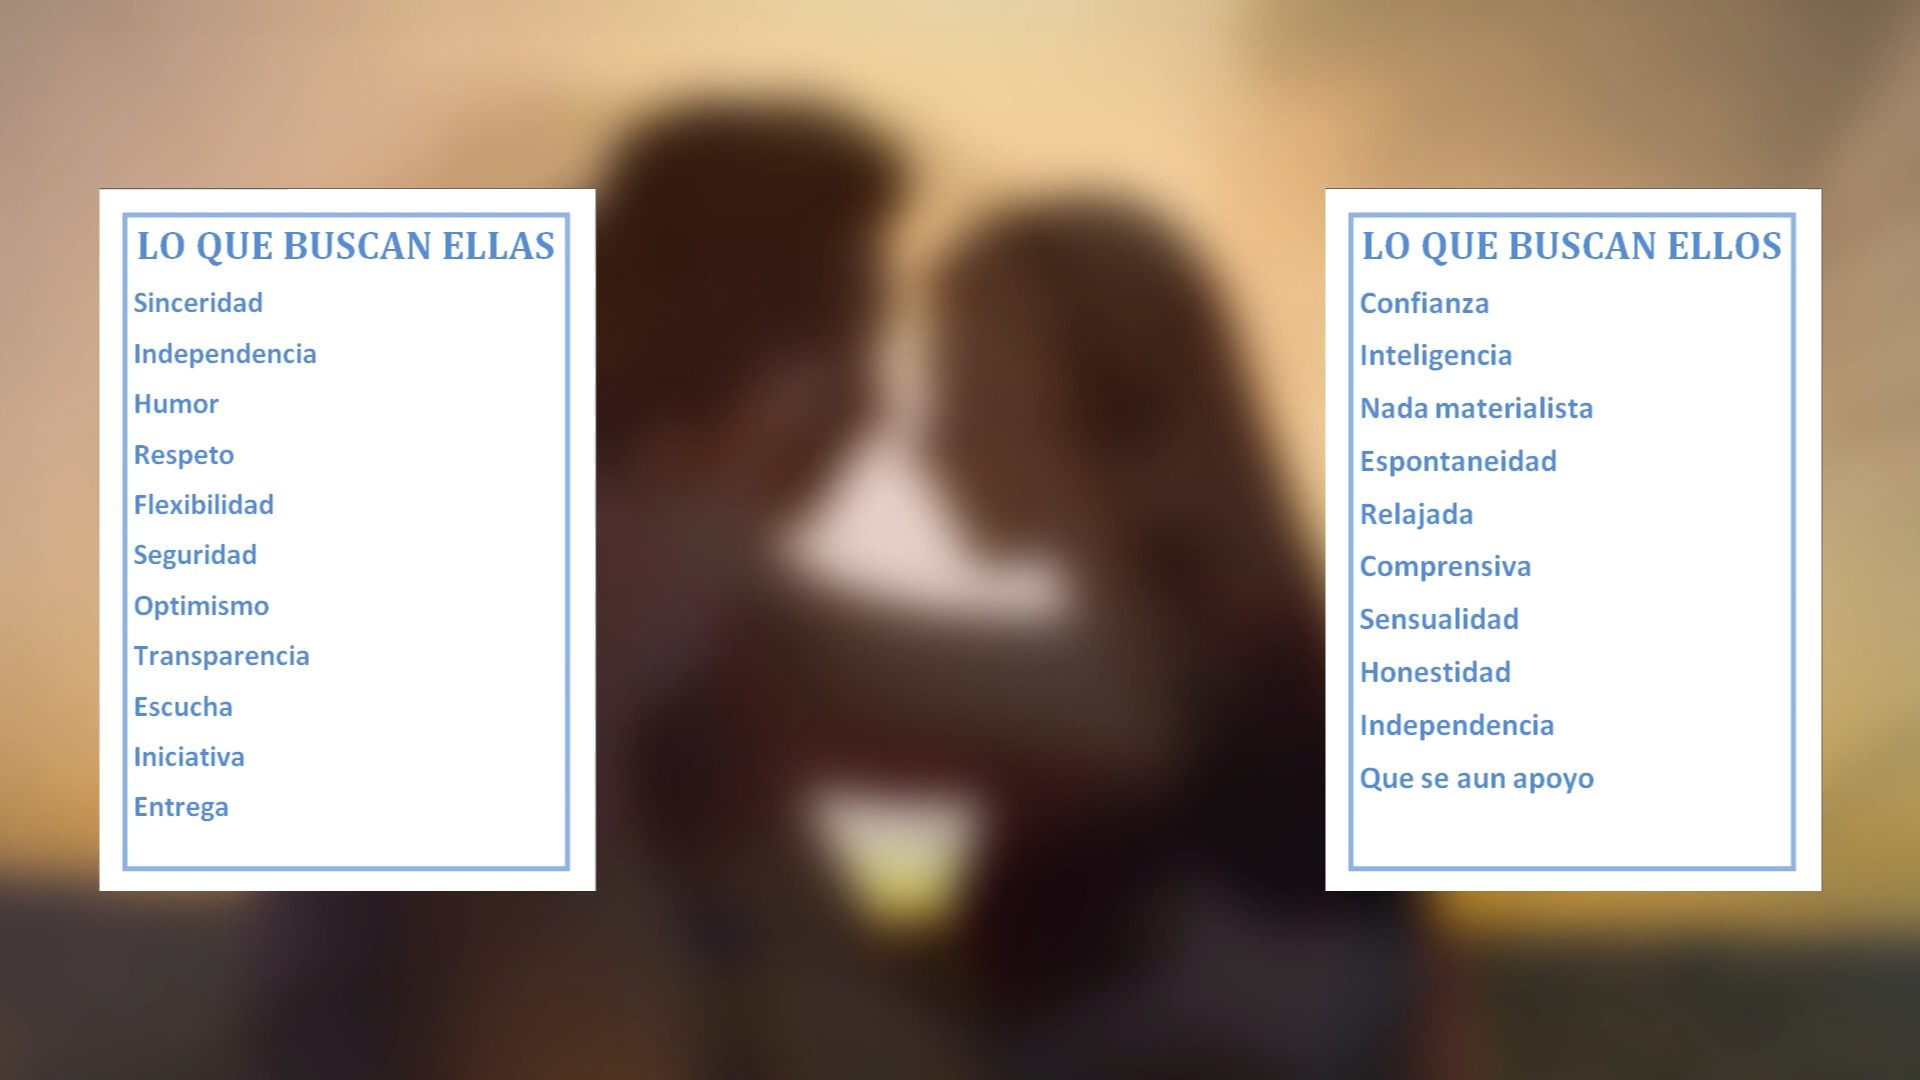 LO QUE BUSCAN ELLAS
Sinceridad
Independencia
Humor
Respeto
Flexibilidad
Seguridad
Optimismo
Transparencia
Escucha
Iniciativa
Entrega
LO QUE BUSCAN ELLOS
Confianza
Inteligencia
Nada materialista
Espontaneidad
Relajada
Comprensiva
Sensualidad
Honestidad
Independencia
Que se aun apoyo